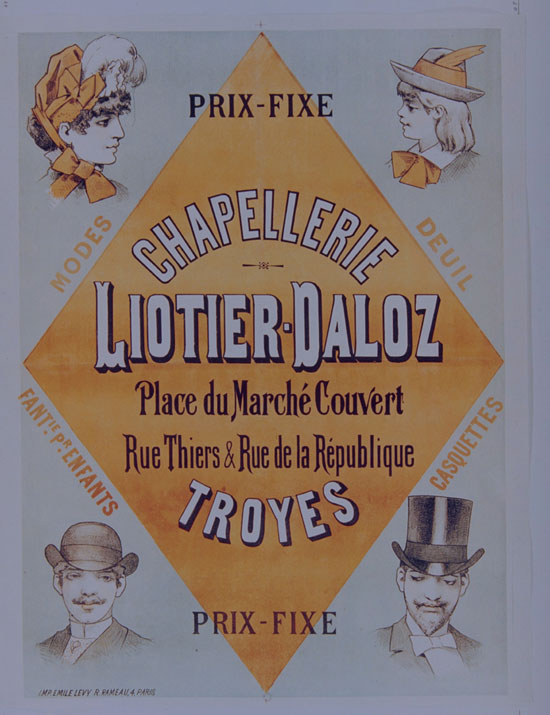 PRIX-FIXE
MODES
DEUIL
CHAPELLERIE
LIOTIER-DALOZ
Place du Marché Couvert
Rue Thiers & Rue de la République
TROYES
FANTIE PR ENFANTS
CASQUETTES
PRIX-FIXE
IMP. EMILE LEVY R. RAMEAU, 4, PARIS